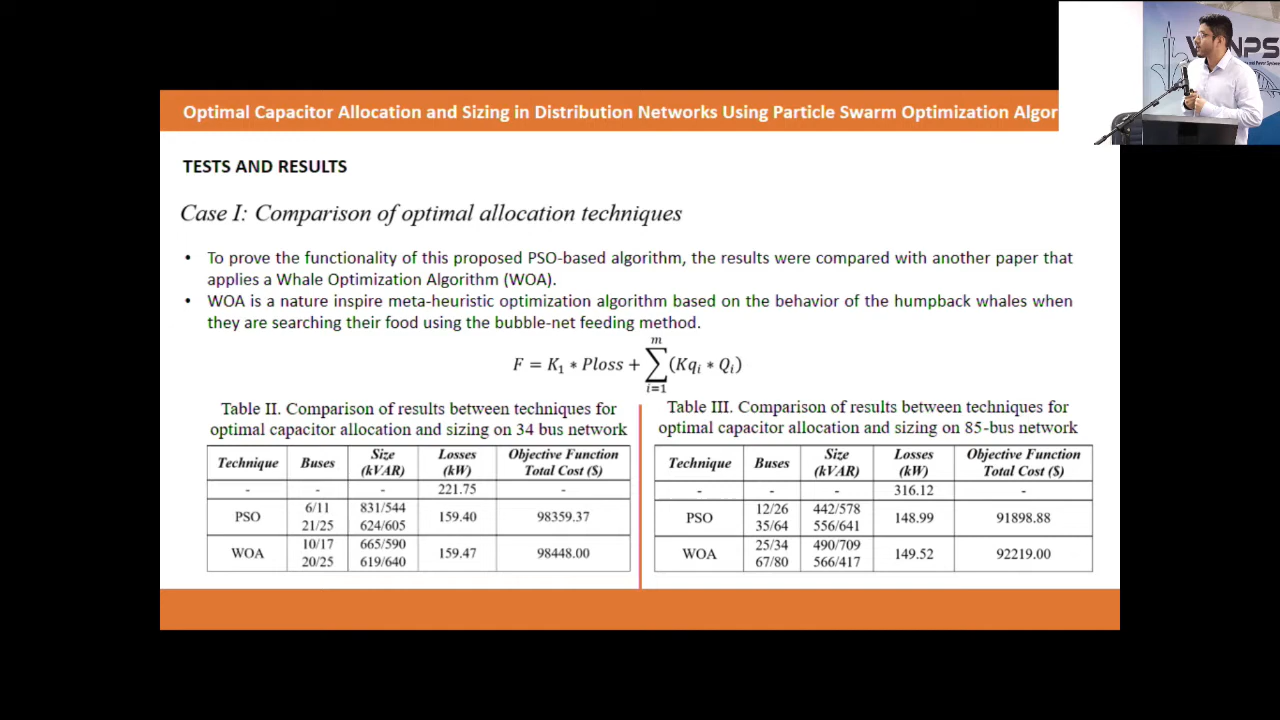 Optimal Capacitor Allocation and Sizing in Distribution Networks Using Particle Swarm Optimization Algor
TESTS AND RESULTS
Case I: Comparison of optimal allocation techniques
• To prove the functionality of this proposed PSO-based algorithm, the results were compared with another paper that
applies a Whale Optimization Algorithm (WOA).
• WOA is a nature inspire meta-heuristic optimization algorithm based on the behavior of the humpback whales when
they are searching their food using the bubble-net feeding method.
F = K₁ * Ploss + ∑ᵢ₌₁ᵐ (Kqᵢ * Qᵢ)
Table II. Comparison of results between techniques for
optimal capacitor allocation and sizing on 34 bus network
Technique Buses Size (kVAR) Losses (kW) Objective Function Total Cost ($)
- - - 221.75 -
PSO 6/11 21/25 831/544 624/605 159.40 98359.37
WOA 10/17 20/25 665/590 619/640 159.47 98448.00
Table III. Comparison of results between techniques for
optimal capacitor allocation and sizing on 85-bus network
Technique Buses Size (kVAR) Losses (kW) Objective Function Total Cost ($)
- - - 316.12 -
PSO 12/26 35/64 442/578 556/641 148.99 91898.88
WOA 25/34 67/80 490/709 566/417 149.52 92219.00